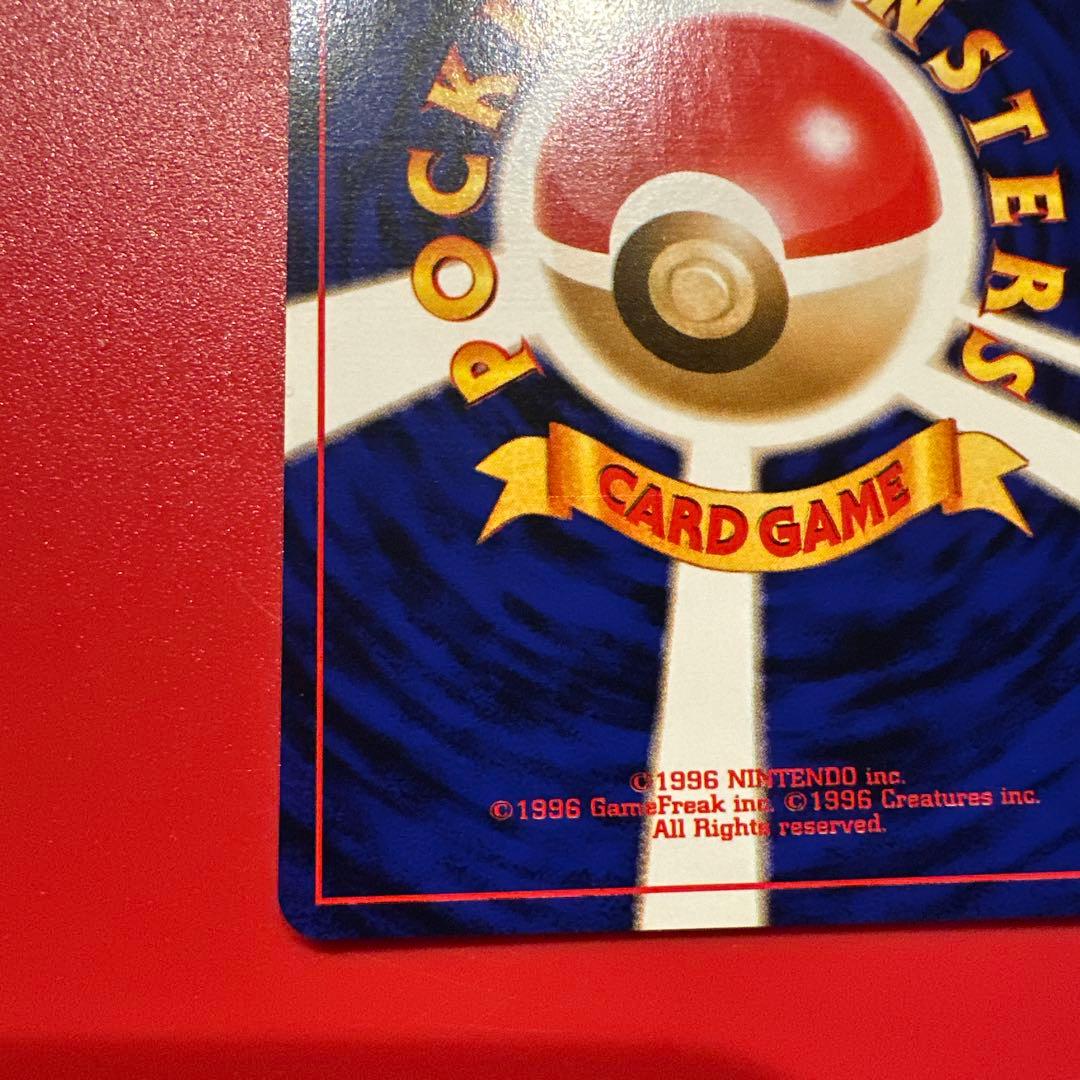 POCK
NSTERS
CARD GAME
©1996 NINTENDO inc.
©1996 GameFreak inc. ©1996 Creatures inc.
All Rights reserved.